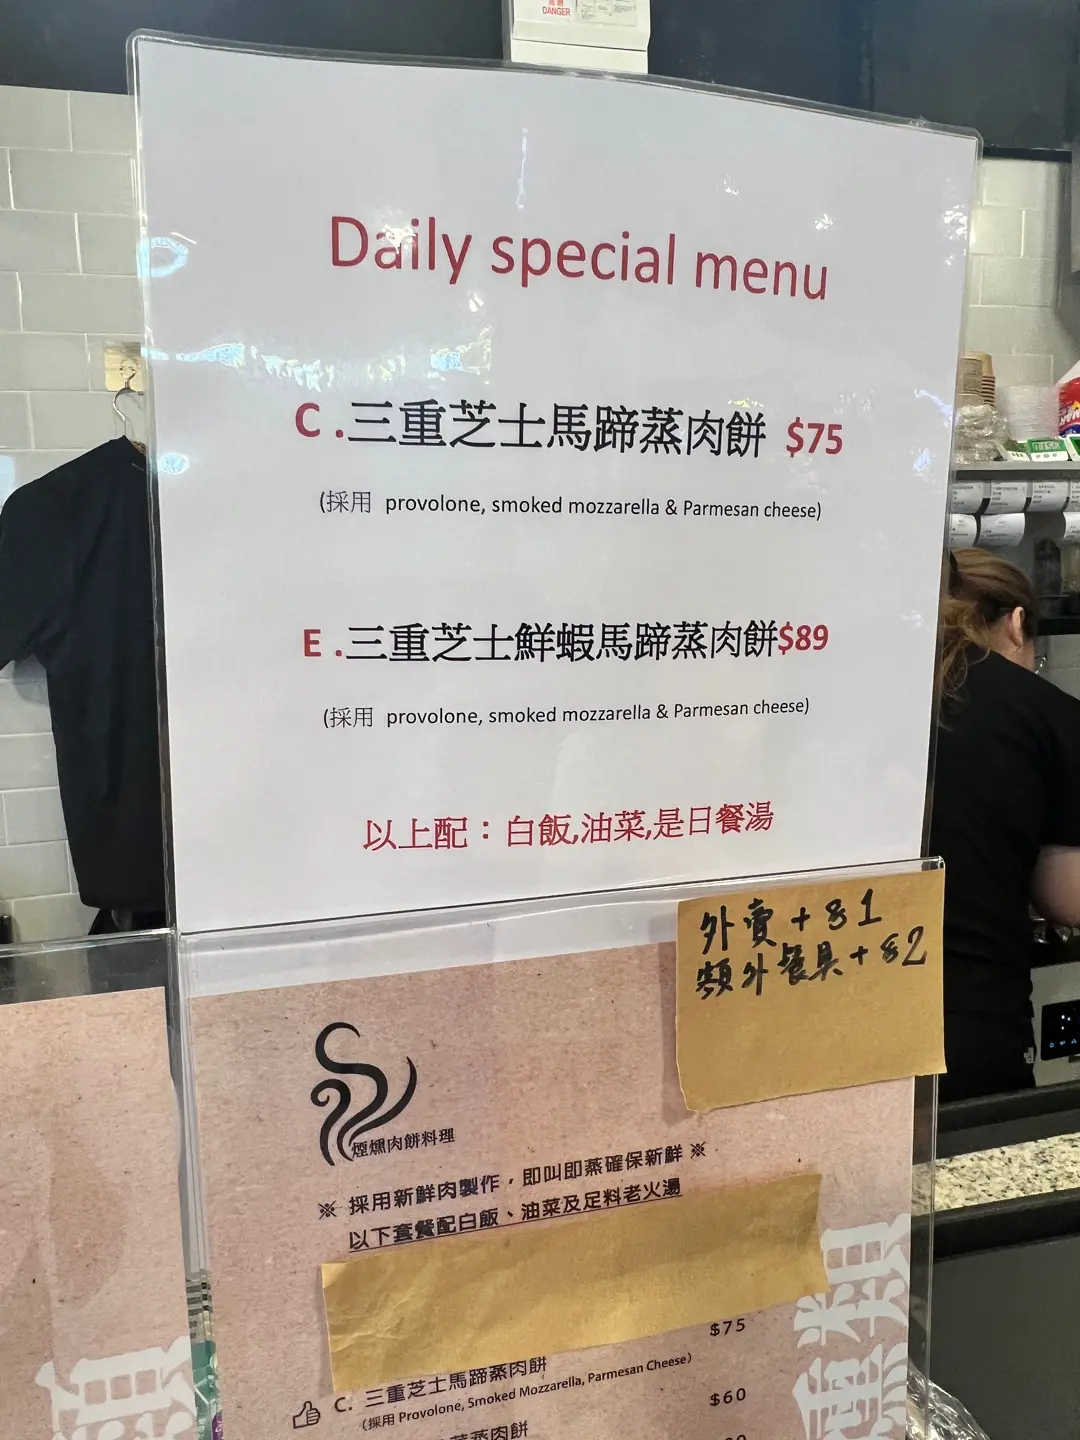 DANGER
Daily special menu
C .三重芝士馬蹄蒸肉餅 $75
(採用 provolone, smoked mozzarella & Parmesan cheese)
E .三重芝士鮮蝦馬蹄蒸肉餅$89
(採用 provolone, smoked mozzarella & Parmesan cheese)
以上配：白飯,油菜,是日餐湯
外賣+$1
額外餐具+$2
煙燻肉餅料理
※ 採用新鮮肉製作，即叫即蒸確保新鮮 ※
以下套餐配白飯、油菜及足料老火湯
$75
C. 三重芝士馬蹄蒸肉餅
(採用 Provolone, Smoked Mozzarella, Parmesan Cheese)
$60
蒸肉餅